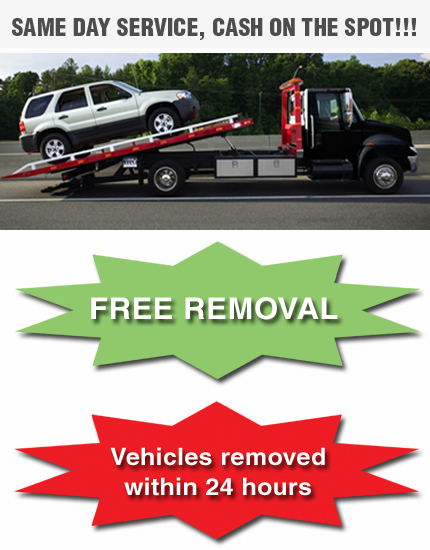 SAME DAY SERVICE, CASH ON THE SPOT!!!
FREE REMOVAL
Vehicles removed
within 24 hours